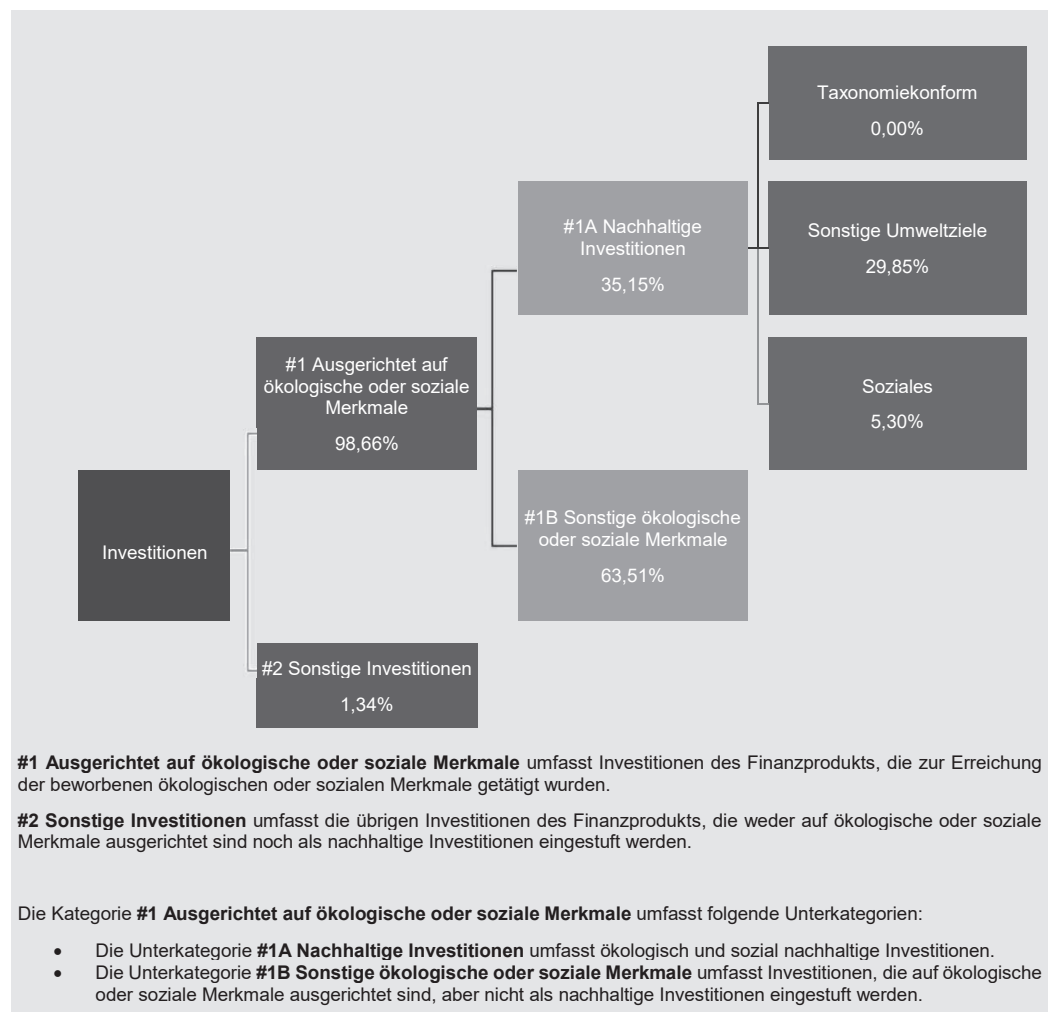 Taxonomiekonform
0,00%
#1A Nachhaltige
Investitionen
35,15%
Sonstige Umweltziele
29,85%
#1 Ausgerichtet auf
ökologische oder soziale
Merkmale
98,66%
Soziales
5,30%
Investitionen
#1B Sonstige ökologische
oder soziale Merkmale
63,51%
#2 Sonstige Investitionen
1,34%
#1 Ausgerichtet auf ökologische oder soziale Merkmale umfasst Investitionen des Finanzprodukts, die zur Erreichung
der beworbenen ökologischen oder sozialen Merkmale getätigt wurden.
#2 Sonstige Investitionen umfasst die übrigen Investitionen des Finanzprodukts, die weder auf ökologische oder soziale
Merkmale ausgerichtet sind noch als nachhaltige Investitionen eingestuft werden.
Die Kategorie #1 Ausgerichtet auf ökologische oder soziale Merkmale umfasst folgende Unterkategorien:
• Die Unterkategorie #1A Nachhaltige Investitionen umfasst ökologisch und sozial nachhaltige Investitionen.
• Die Unterkategorie #1B Sonstige ökologische oder soziale Merkmale umfasst Investitionen, die auf ökologische
oder soziale Merkmale ausgerichtet sind, aber nicht als nachhaltige Investitionen eingestuft werden.